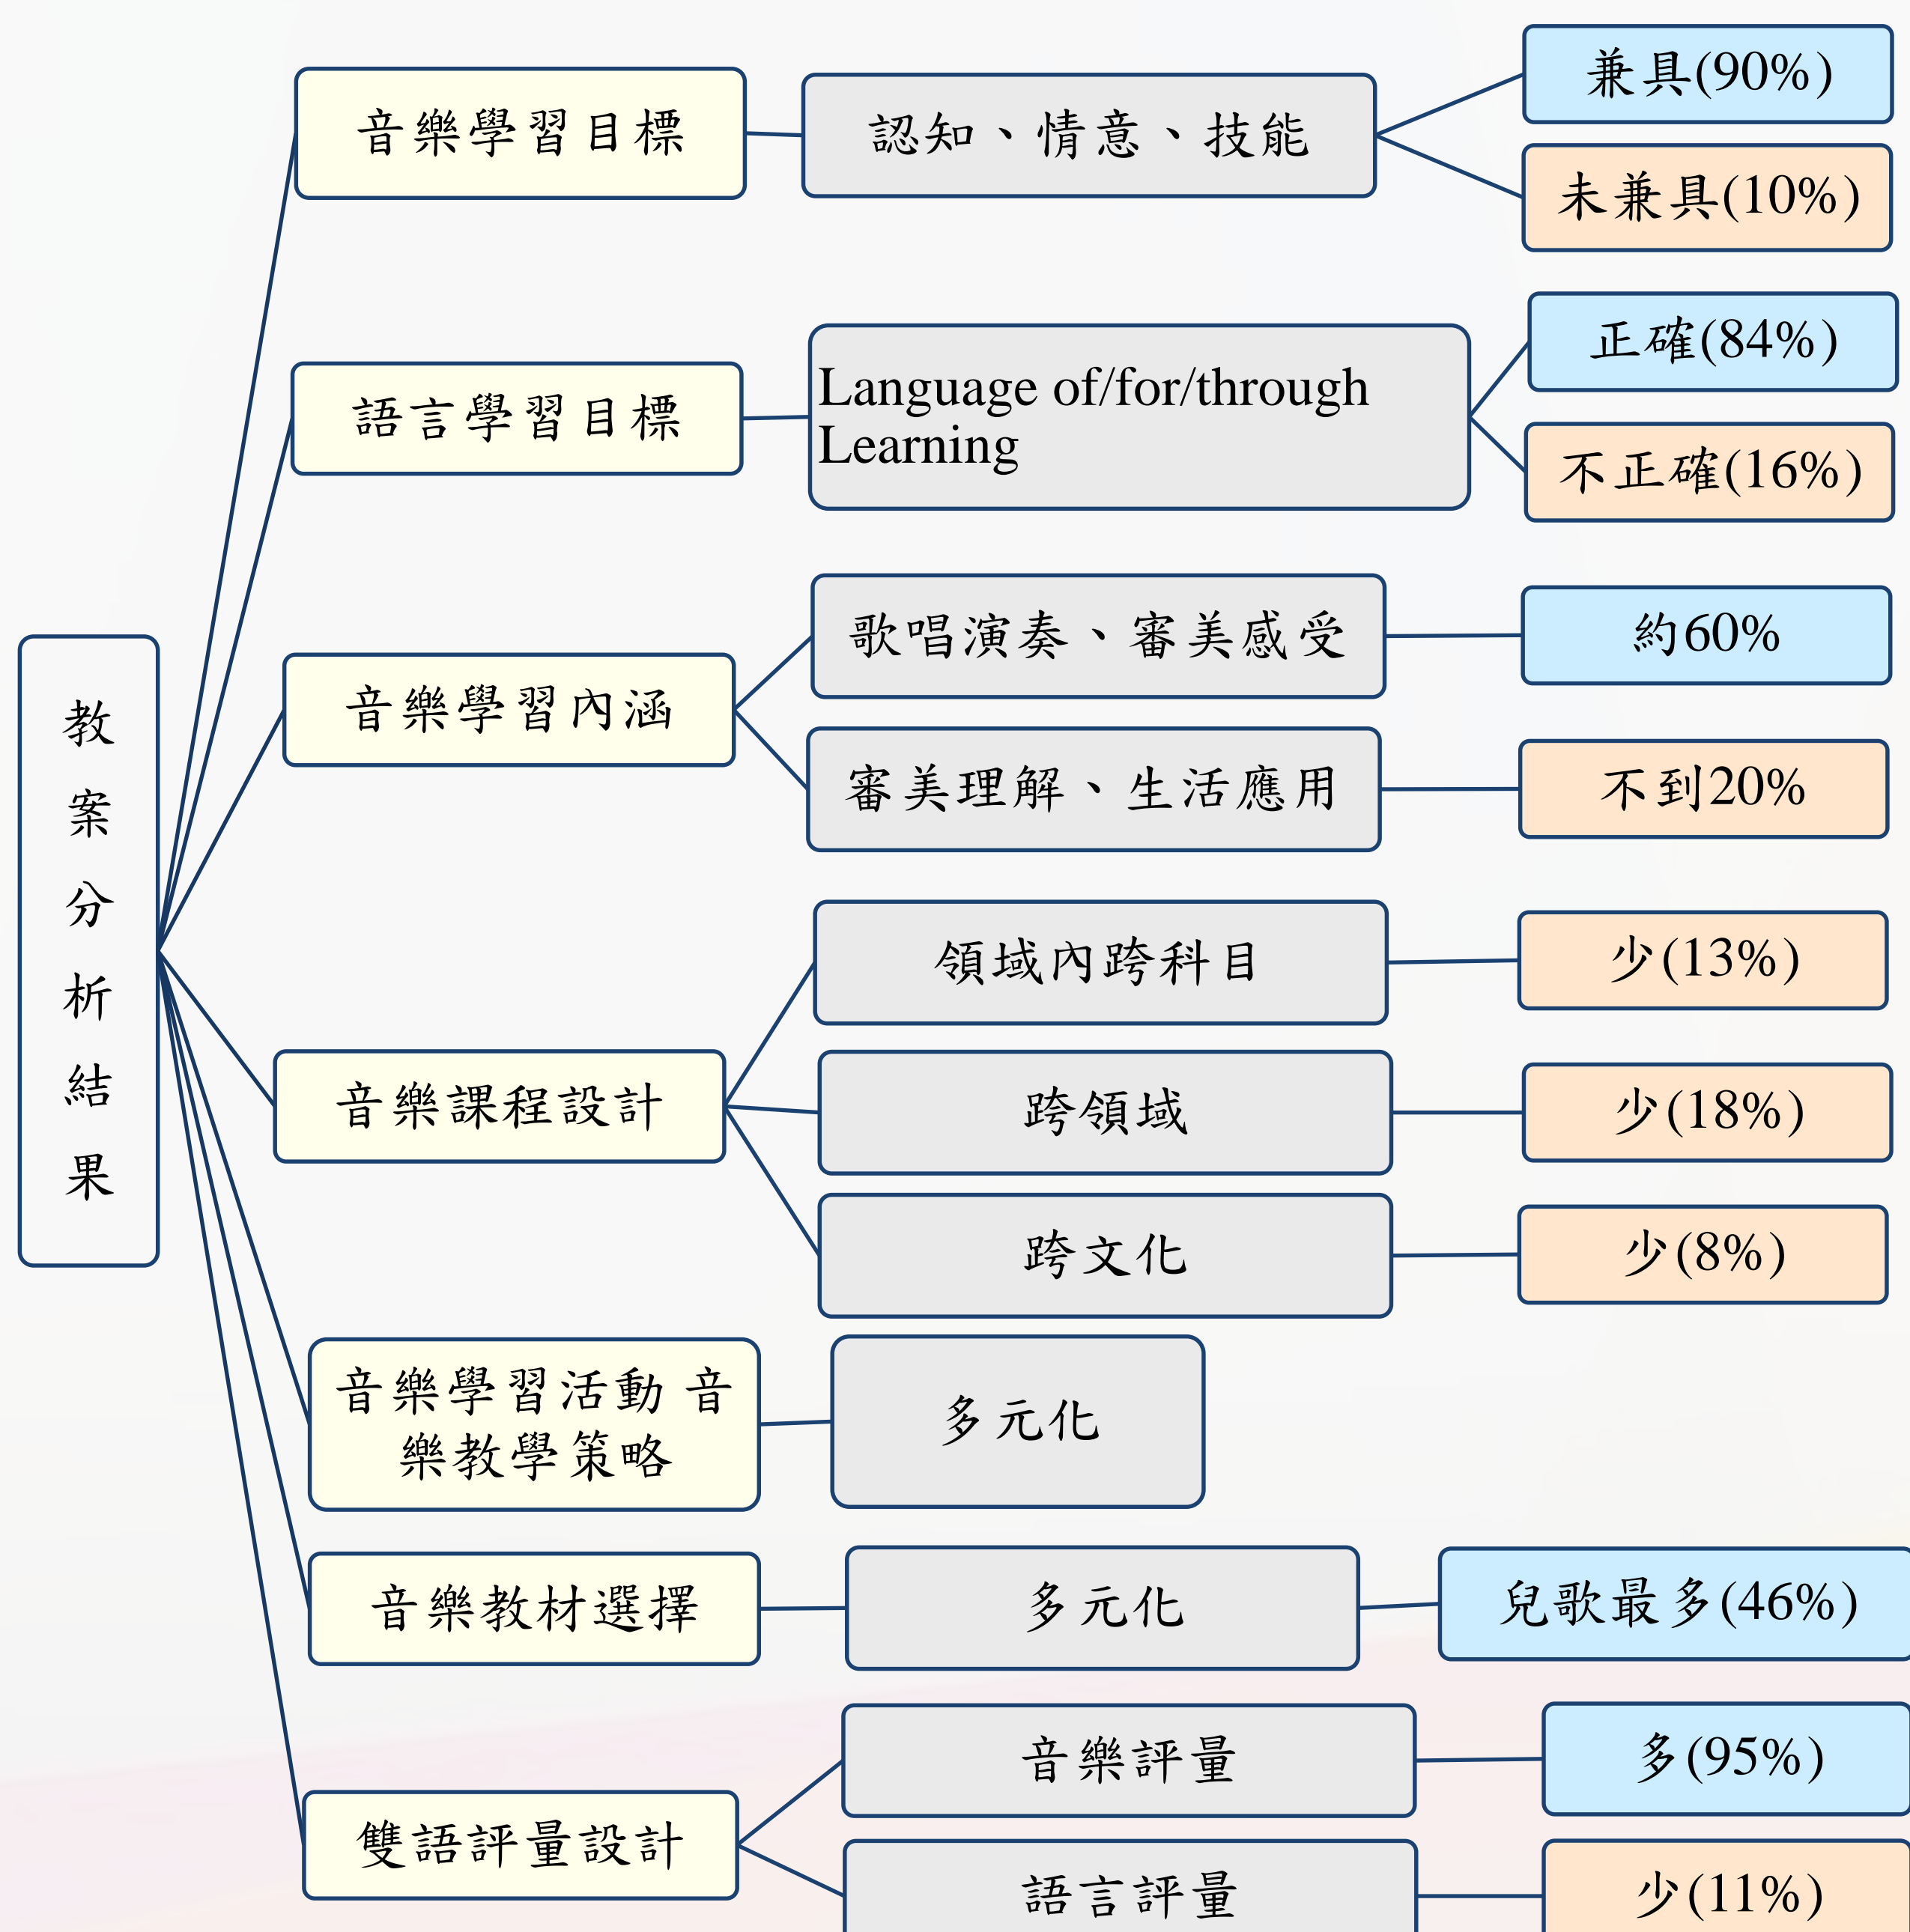 教案分析結果
音樂學習目標
認知、情意、技能
兼具(90%)
未兼具(10%)
語言學習目標
Language of/for/through
Learning
正確(84%)
不正確(16%)
音樂學習內涵
歌唱演奏、審美感受
約60%
審美理解、生活應用
不到20%
音樂課程設計
領域內跨科目
少(13%)
跨領域
少(18%)
跨文化
少(8%)
音樂學習活動 音
樂教學策略
多元化
音樂教材選擇
多元化
兒歌最多(46%)
雙語評量設計
音樂評量
多(95%)
語言評量
少(11%)